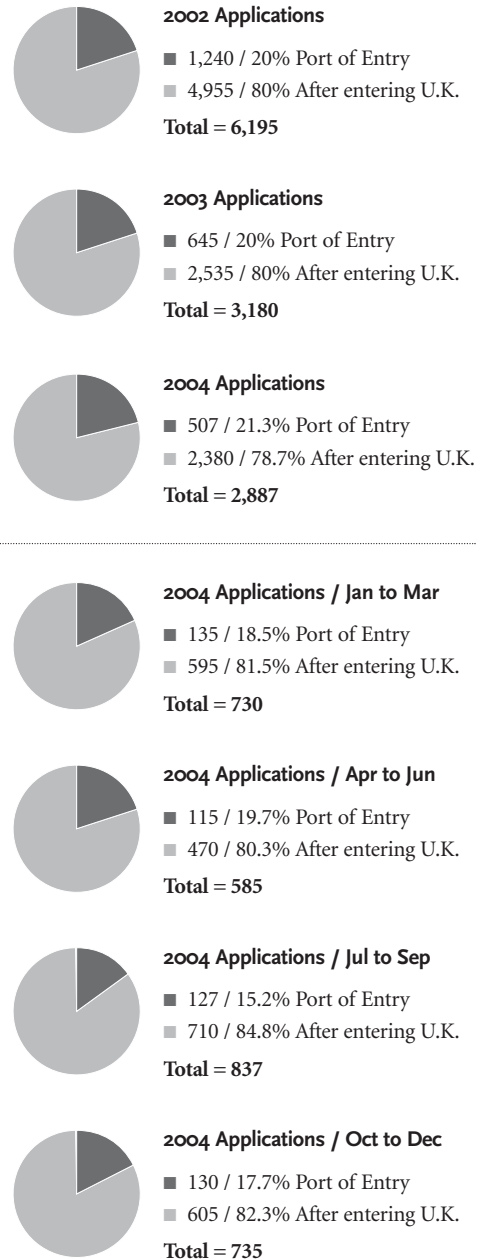 2002 Applications
1,240 / 20% Port of Entry
4,955 / 80% After entering U.K.
Total = 6,195
2003 Applications
645 / 20% Port of Entry
2,535 / 80% After entering U.K.
Total = 3,180
2004 Applications
507 / 21.3% Port of Entry
2,380 / 78.7% After entering U.K.
Total = 2,887
2004 Applications / Jan to Mar
135 / 18.5% Port of Entry
595 / 81.5% After entering U.K.
Total = 730
2004 Applications / Apr to Jun
115 / 19.7% Port of Entry
470 / 80.3% After entering U.K.
Total = 585
2004 Applications / Jul to Sep
127 / 15.2% Port of Entry
710 / 84.8% After entering U.K.
Total = 837
2004 Applications / Oct to Dec
130 / 17.7% Port of Entry
605 / 82.3% After entering U.K.
Total = 735